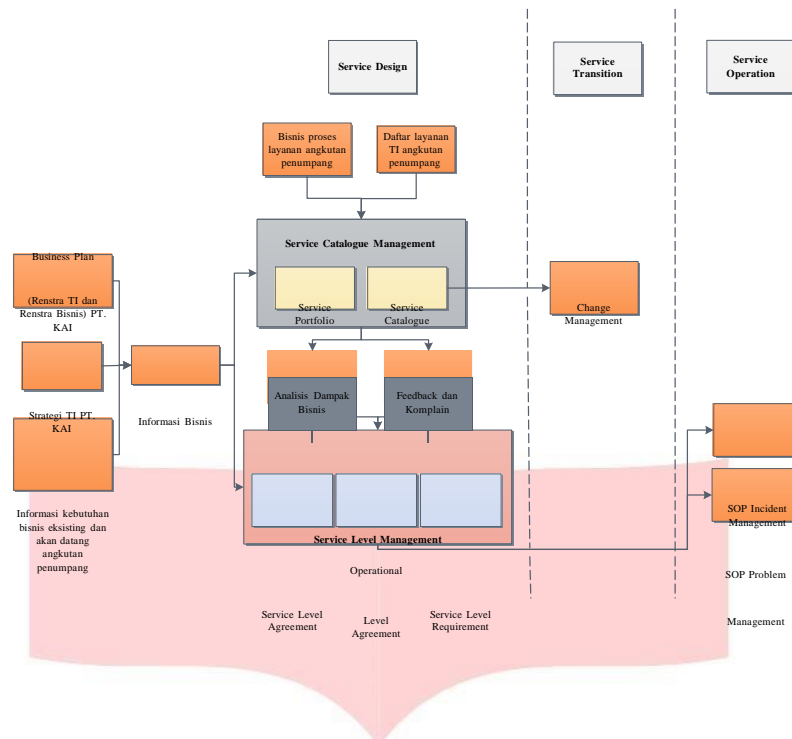 Service Design
Service
Transition
Service
Operation
Bisnis proses
layanan angkutan
penumpang
Daftar layanan
TI angkutan
penumpang
Service Catalogue Management
Service
Portfolio
Service
Catalogue
Business Plan
(Renstra TI dan
Renstra Bisnis) PT.
KAI
Change
Management
Strategi TI PT.
KAI
Informasi Bisnis
Analisis Dampak
Bisnis
Feedback dan
Komplain
Informasi kebutuhan
bisnis eksisting dan
akan datang
angkutan
penumpang
Service Level Management
SOP Incident
Management
Operational
Level
Agreement
Service Level
Agreement
Service Level
Requirement
SOP Problem
Management